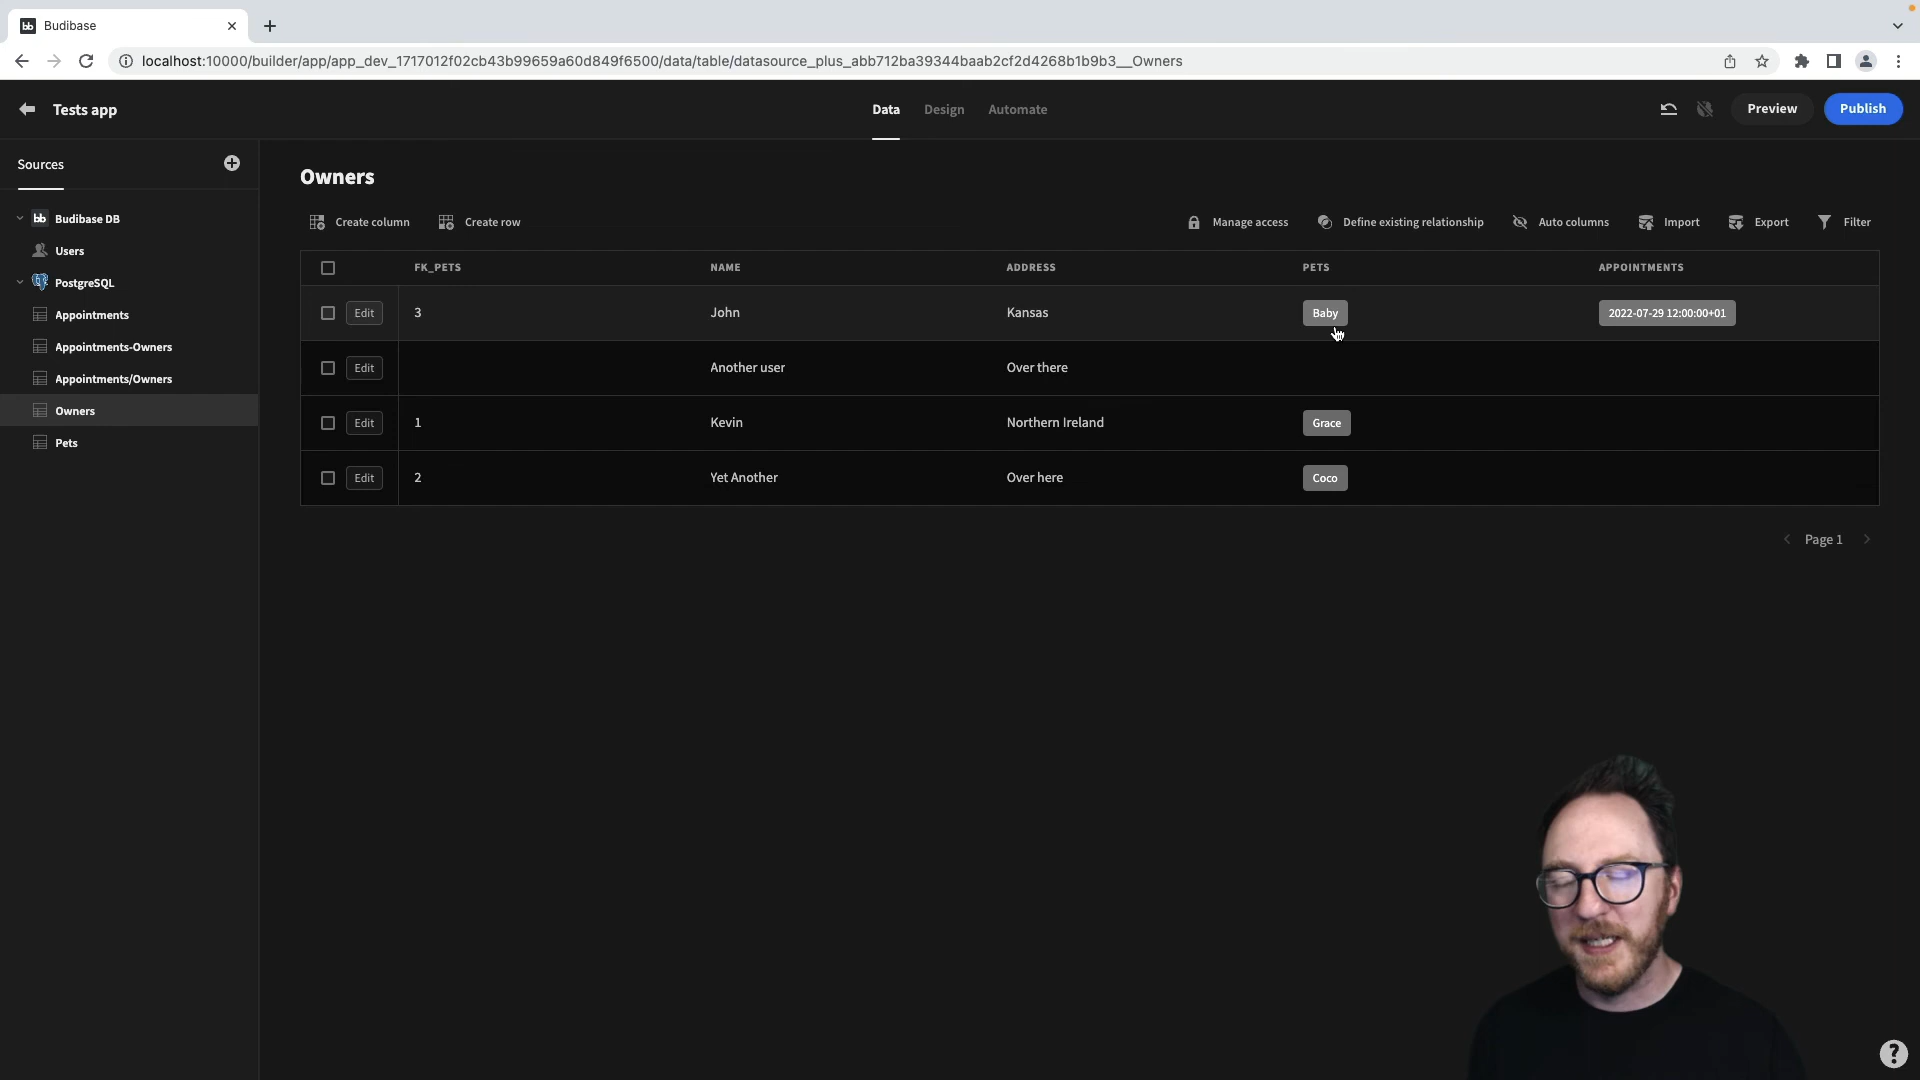 Budibase
localhost:10000/builder/app/app_dev_1717012f02cb43b99659a60d849f6500/data/table/datasource_plus_abb712ba39344baab2cf2d4268b1b9b3__Owners
Tests app
Data Design Automate
Preview Publish
Sources
bb Budibase DB
Users
PostgreSQL
Appointments
Appointments-Owners
Appointments/Owners
Owners
Pets
Owners
Create column Create row Manage access Define existing relationship Auto columns Import Export Filter
FK_PETS NAME ADDRESS PETS APPOINTMENTS
Edit 3 John Kansas Baby 2022-07-29 12:00:00+01
Edit Another user Over there
Edit 1 Kevin Northern Ireland Grace
Edit 2 Yet Another Over here Coco
Page 1
?